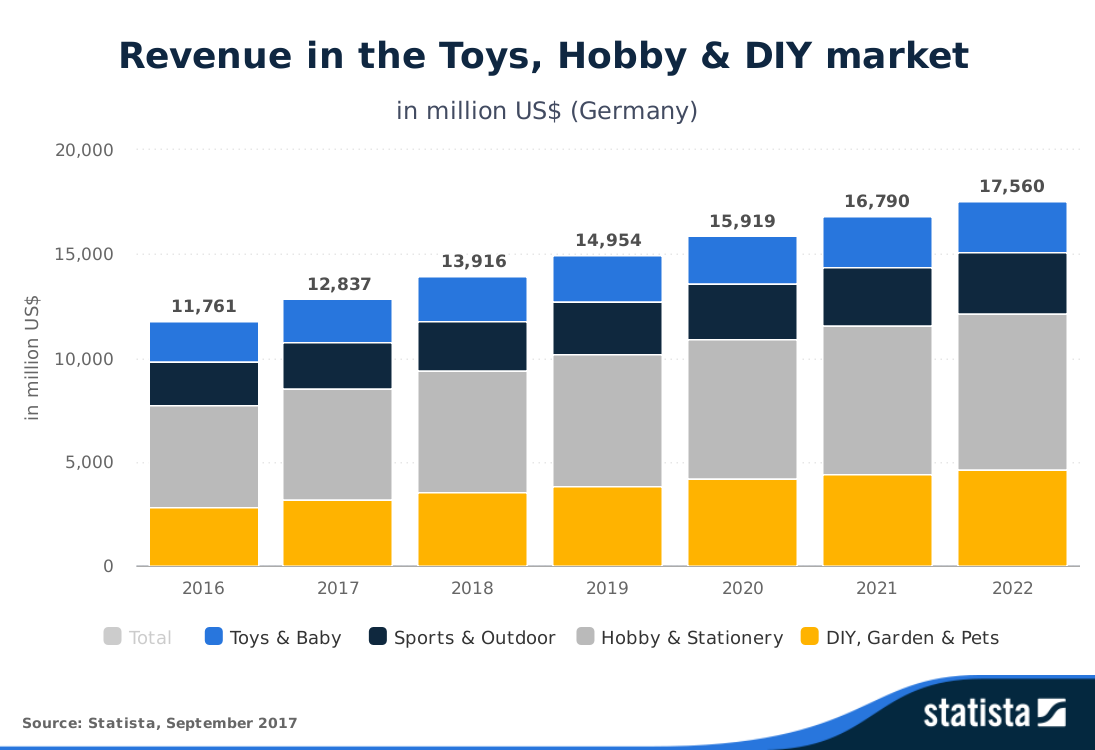 Revenue in the Toys, Hobby & DIY market
in million US$ (Germany)
20,000
15,000
10,000
5,000
0
in million US$
11,761
12,837
13,916
14,954
15,919
16,790
17,560
2016 2017 2018 2019 2020 2021 2022
Total Toys & Baby Sports & Outdoor Hobby & Stationery DIY, Garden & Pets
Source: Statista, September 2017
statista